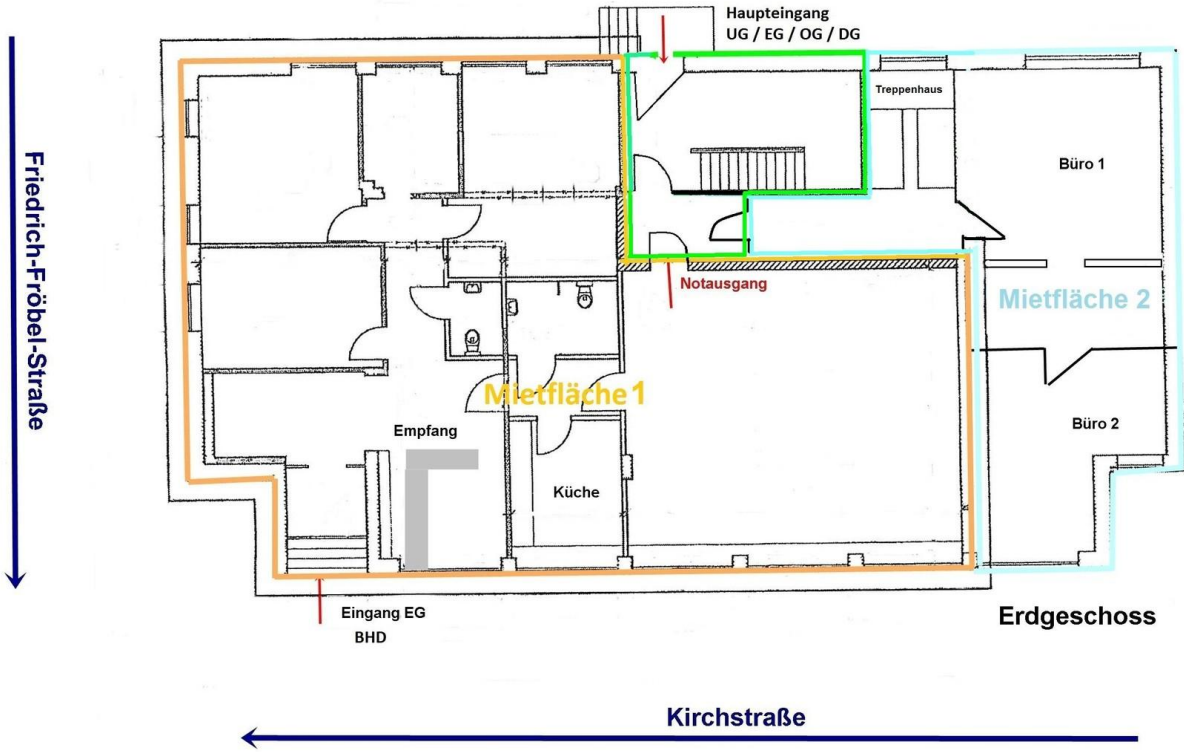 Haupteingang
UG / EG / OG / DG
Treppenhaus
Büro 1
Friedrich-Fröbel-Straße
Notausgang
Mietfläche 2
Mietfläche 1
Empfang
Büro 2
Küche
Eingang EG
BHD
Erdgeschoss
Kirchstraße